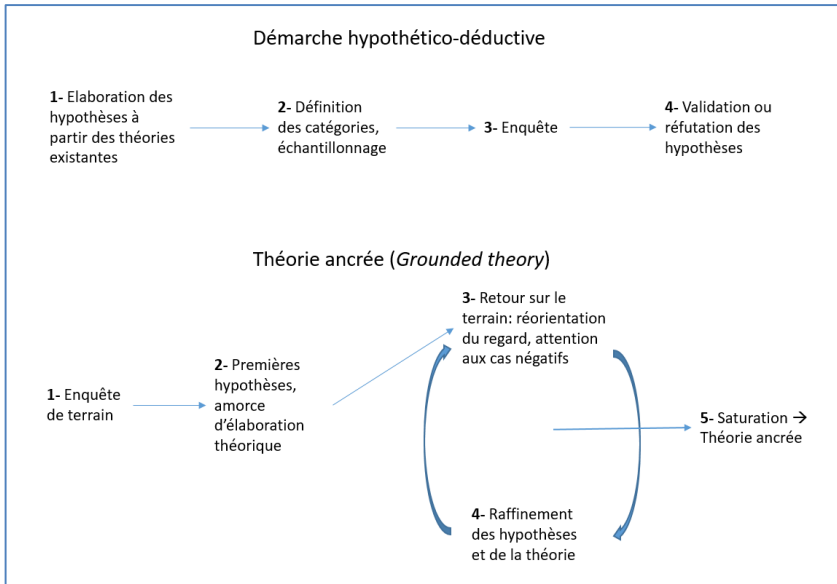 Démarche hypothético-déductive
1- Elaboration des
hypothèses à
partir des théories
existantes
2- Définition
des catégories,
échantillonnage
3- Enquête
4- Validation ou
réfutation des
hypothèses
Théorie ancrée (Grounded theory)
1- Enquête
de terrain
2- Premières
hypothèses,
amorce
d’élaboration
théorique
3- Retour sur le
terrain: réorientation
du regard, attention
aux cas négatifs
4- Raffinement
des hypothèses
et de la théorie
5- Saturation →
Théorie ancrée